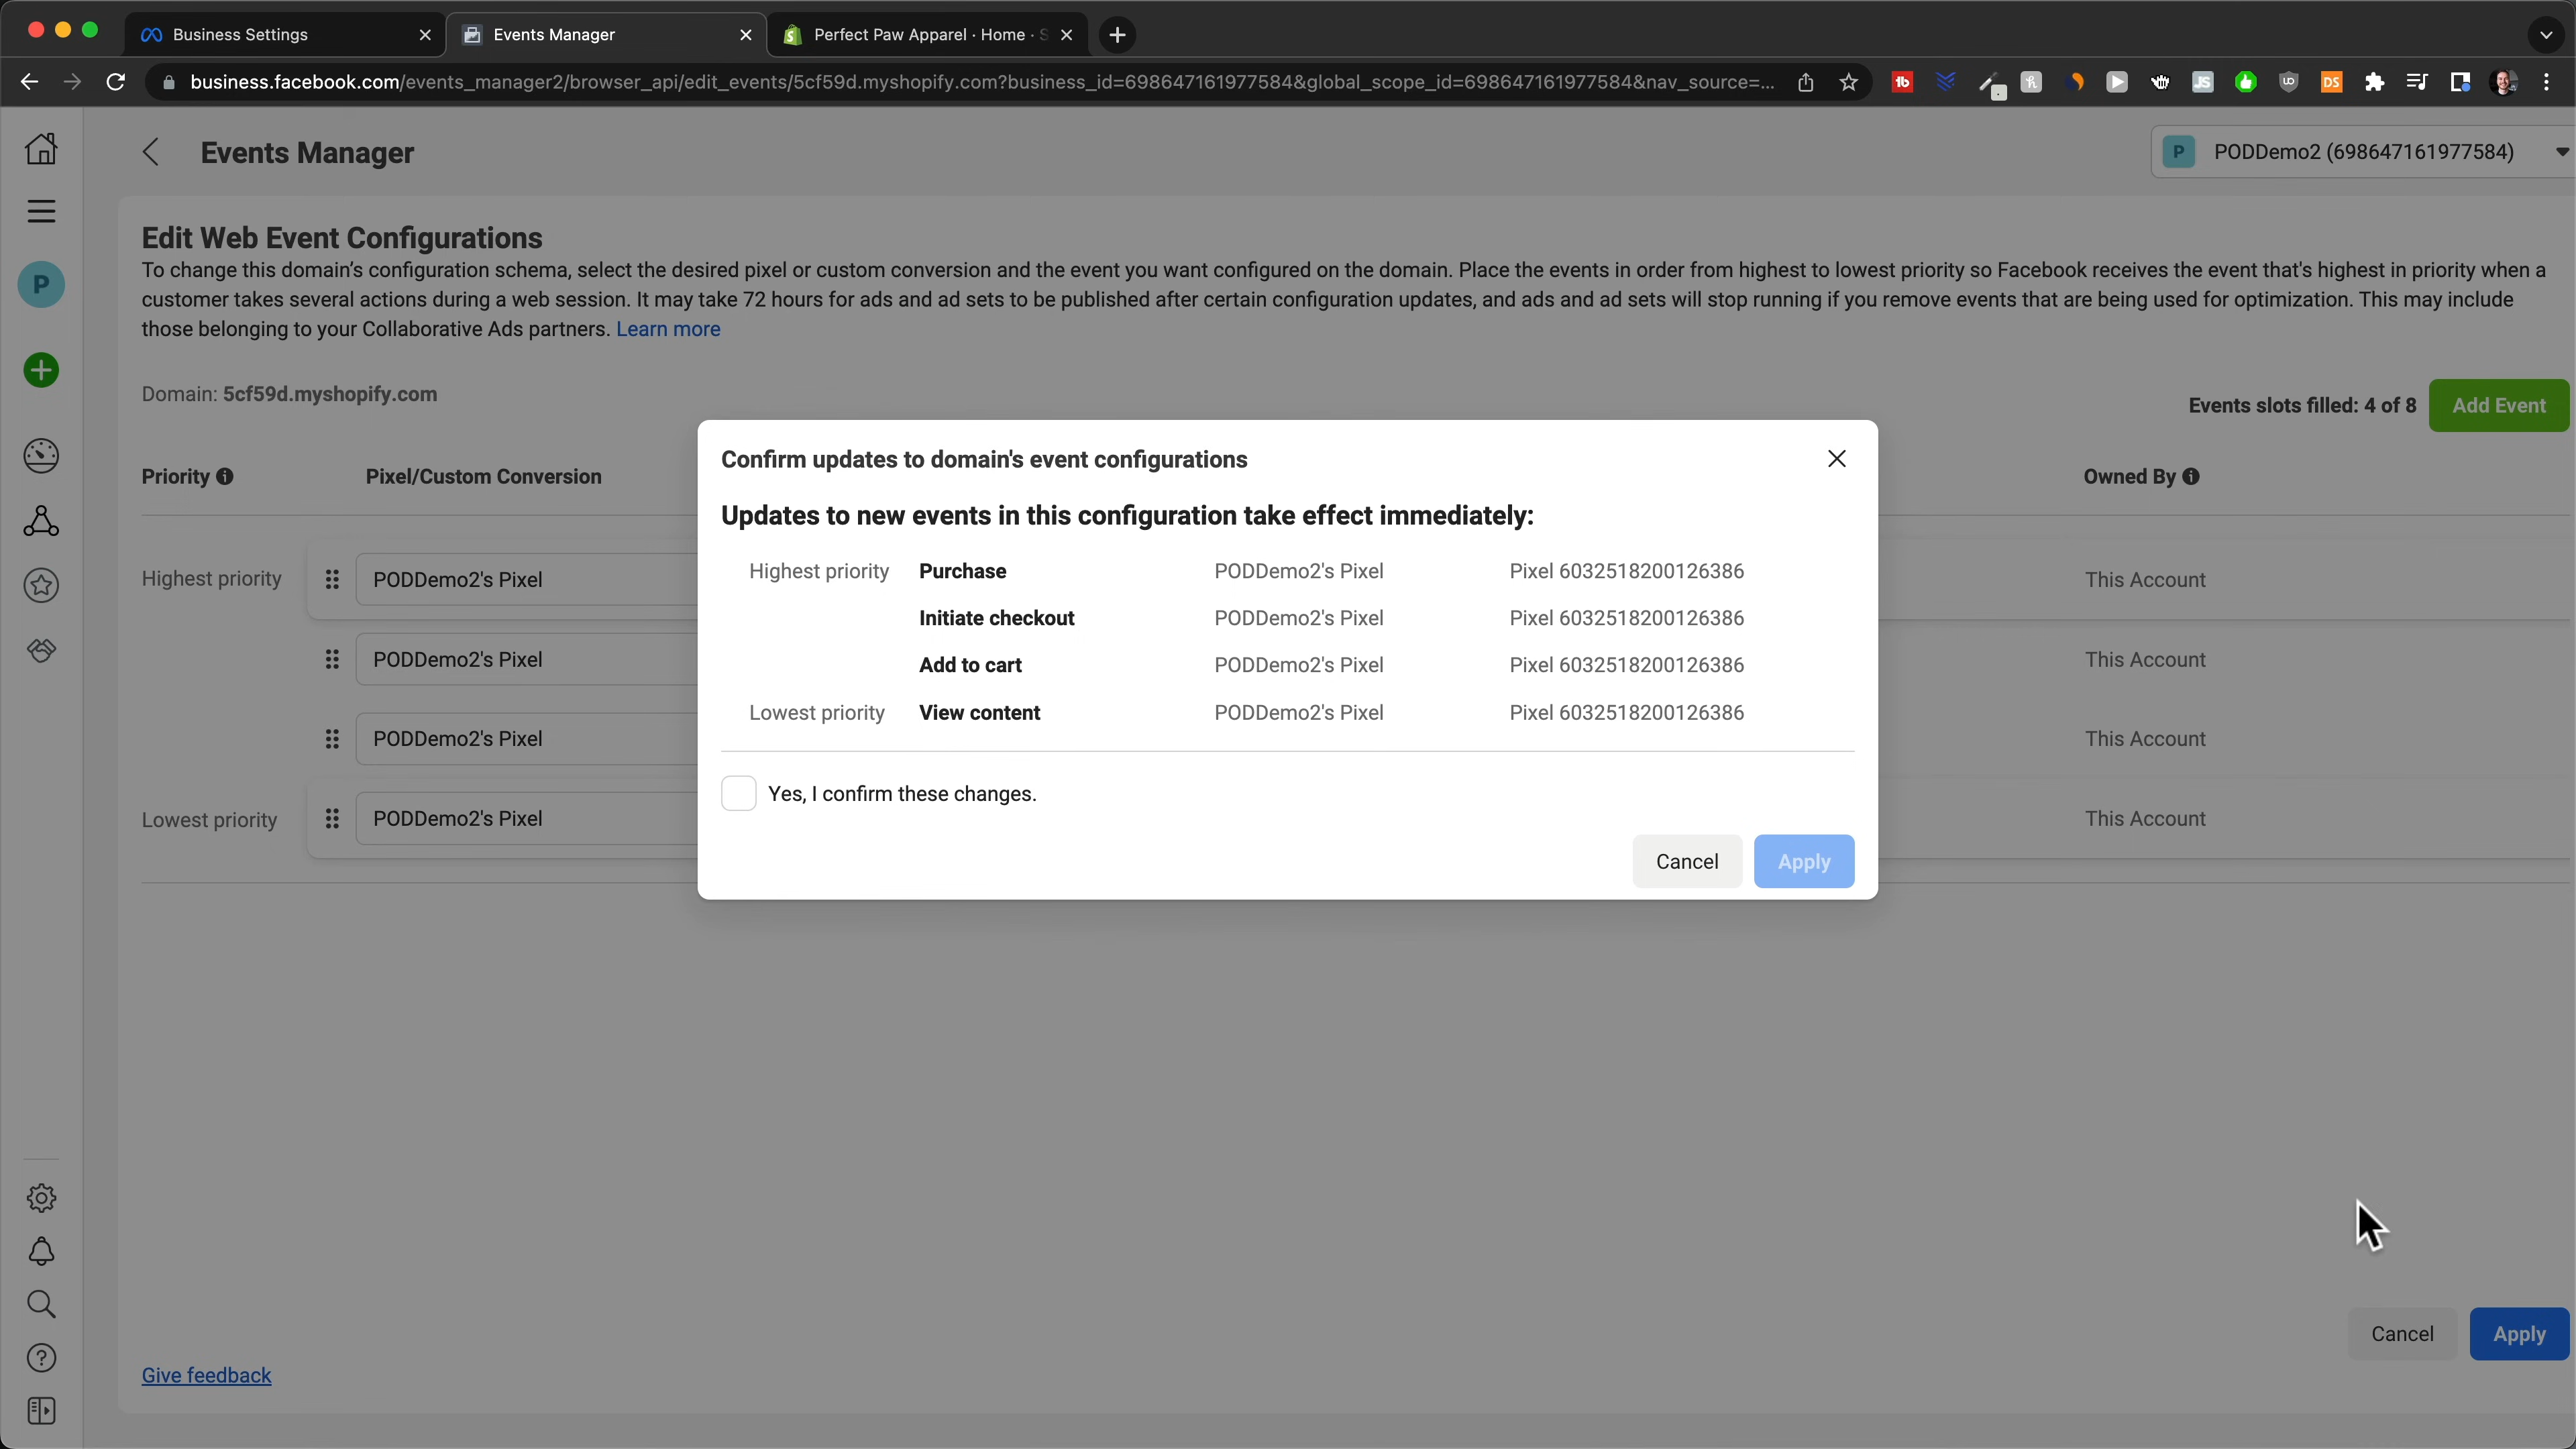 Business Settings
Events Manager
Perfect Paw Apparel · Home ·
business.facebook.com/events_manager2/browser_api/edit_events/5cf59d.myshopify.com?business_id=698647161977584&global_scope_id=698647161977584&nav_source=...
Events Manager
P PODDemo2 (698647161977584)
Edit Web Event Configurations
To change this domain's configuration schema, select the desired pixel or custom conversion and the event you want configured on the domain. Place the events in order from highest to lowest priority so Facebook receives the event that's highest in priority when a
customer takes several actions during a web session. It may take 72 hours for ads and ad sets to be published after certain configuration updates, and ads and ad sets will stop running if you remove events that are being used for optimization. This may include
those belonging to your Collaborative Ads partners. Learn more
P
Domain: 5cf59d.myshopify.com
Events slots filled: 4 of 8 Add Event
Priority Pixel/Custom Conversion Owned By
Highest priority PODDemo2's Pixel This Account
PODDemo2's Pixel This Account
PODDemo2's Pixel This Account
Lowest priority PODDemo2's Pixel This Account
Confirm updates to domain's event configurations
Updates to new events in this configuration take effect immediately:
Highest priority Purchase PODDemo2's Pixel Pixel 6032518200126386
Initiate checkout PODDemo2's Pixel Pixel 6032518200126386
Add to cart PODDemo2's Pixel Pixel 6032518200126386
Lowest priority View content PODDemo2's Pixel Pixel 6032518200126386
Yes, I confirm these changes.
Cancel Apply
Cancel Apply
Give feedback